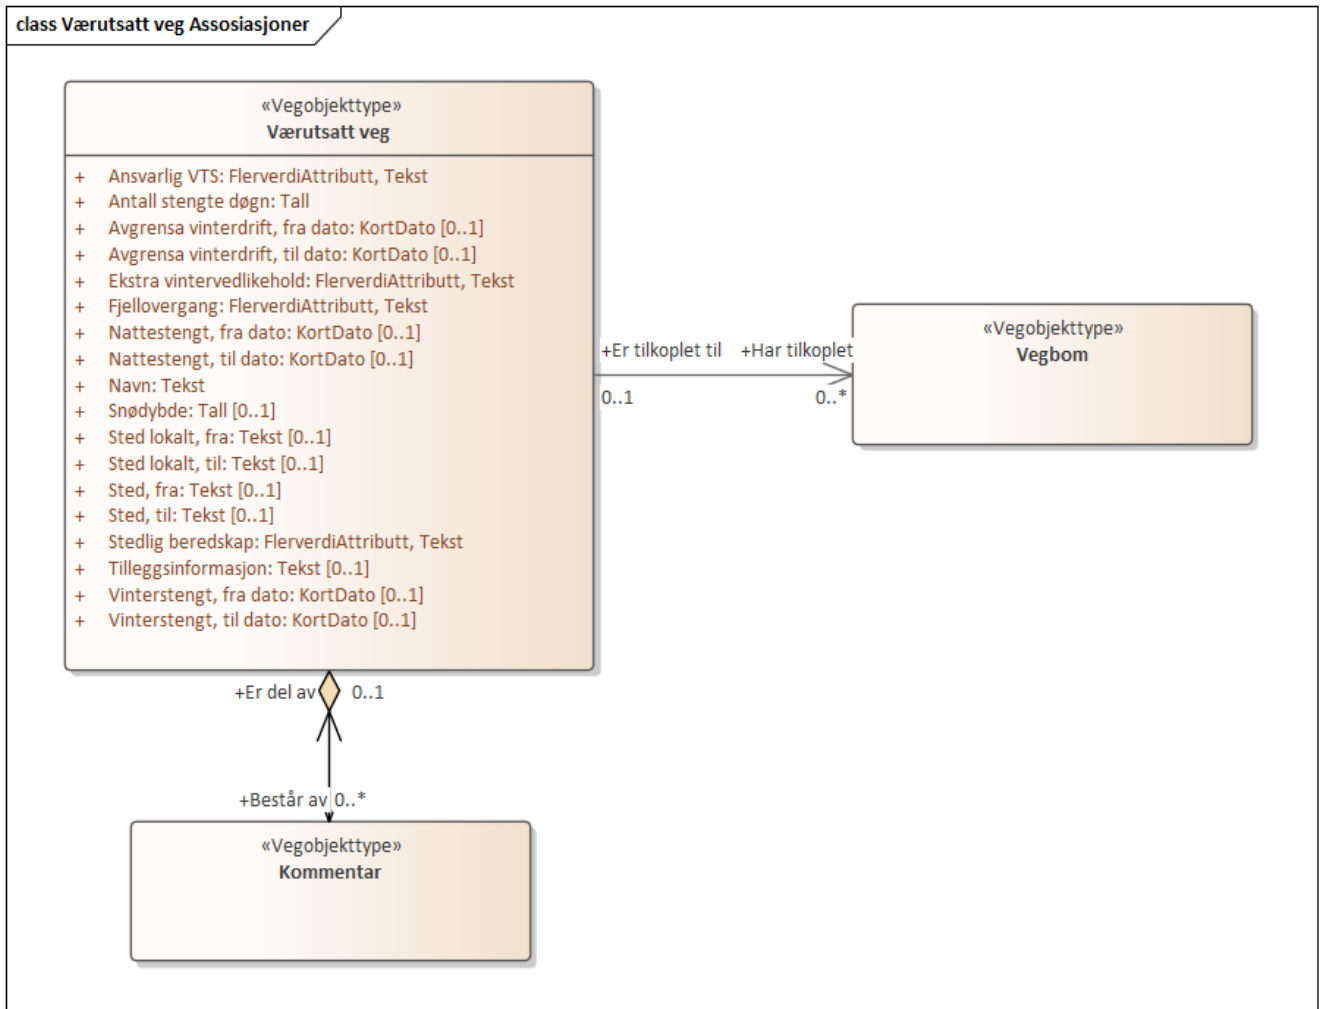 class Værutsatt veg Assosiasjoner
«Vegobjekttype»
Værutsatt veg
+ Ansvarlig VTS: FlerverdiAttributt, Tekst
+ Antall stengte døgn: Tall
+ Avgrensa vinterdrift, fra dato: KortDato [0..1]
+ Avgrensa vinterdrift, til dato: KortDato [0..1]
+ Ekstra vintervedlikehold: FlerverdiAttributt, Tekst
+ Fjellovergang: FlerverdiAttributt, Tekst
+ Nattestengt, fra dato: KortDato [0..1]
+ Nattestengt, til dato: KortDato [0..1]
+ Navn: Tekst
+ Snødybde: Tall [0..1]
+ Sted lokalt, fra: Tekst [0..1]
+ Sted lokalt, til: Tekst [0..1]
+ Sted, fra: Tekst [0..1]
+ Sted, til: Tekst [0..1]
+ Stedlig beredskap: FlerverdiAttributt, Tekst
+ Tilleggsinformasjon: Tekst [0..1]
+ Vinterstengt, fra dato: KortDato [0..1]
+ Vinterstengt, til dato: KortDato [0..1]
+Er tilkoplet til +Har tilkoplet
0..1 0..*
«Vegobjekttype»
Vegbom
+Er del av 0..1
+Består av 0..*
«Vegobjekttype»
Kommentar